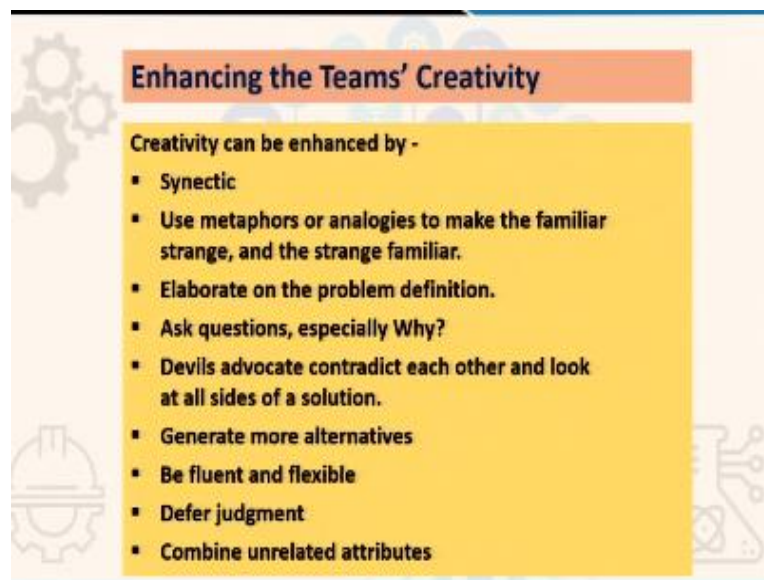 Enhancing the Teams' Creativity
Creativity can be enhanced by -
▪ Synectic
▪ Use metaphors or analogies to make the familiar
strange, and the strange familiar.
▪ Elaborate on the problem definition.
▪ Ask questions, especially Why?
▪ Devils advocate contradict each other and look
at all sides of a solution.
▪ Generate more alternatives
▪ Be fluent and flexible
▪ Defer judgment
▪ Combine unrelated attributes